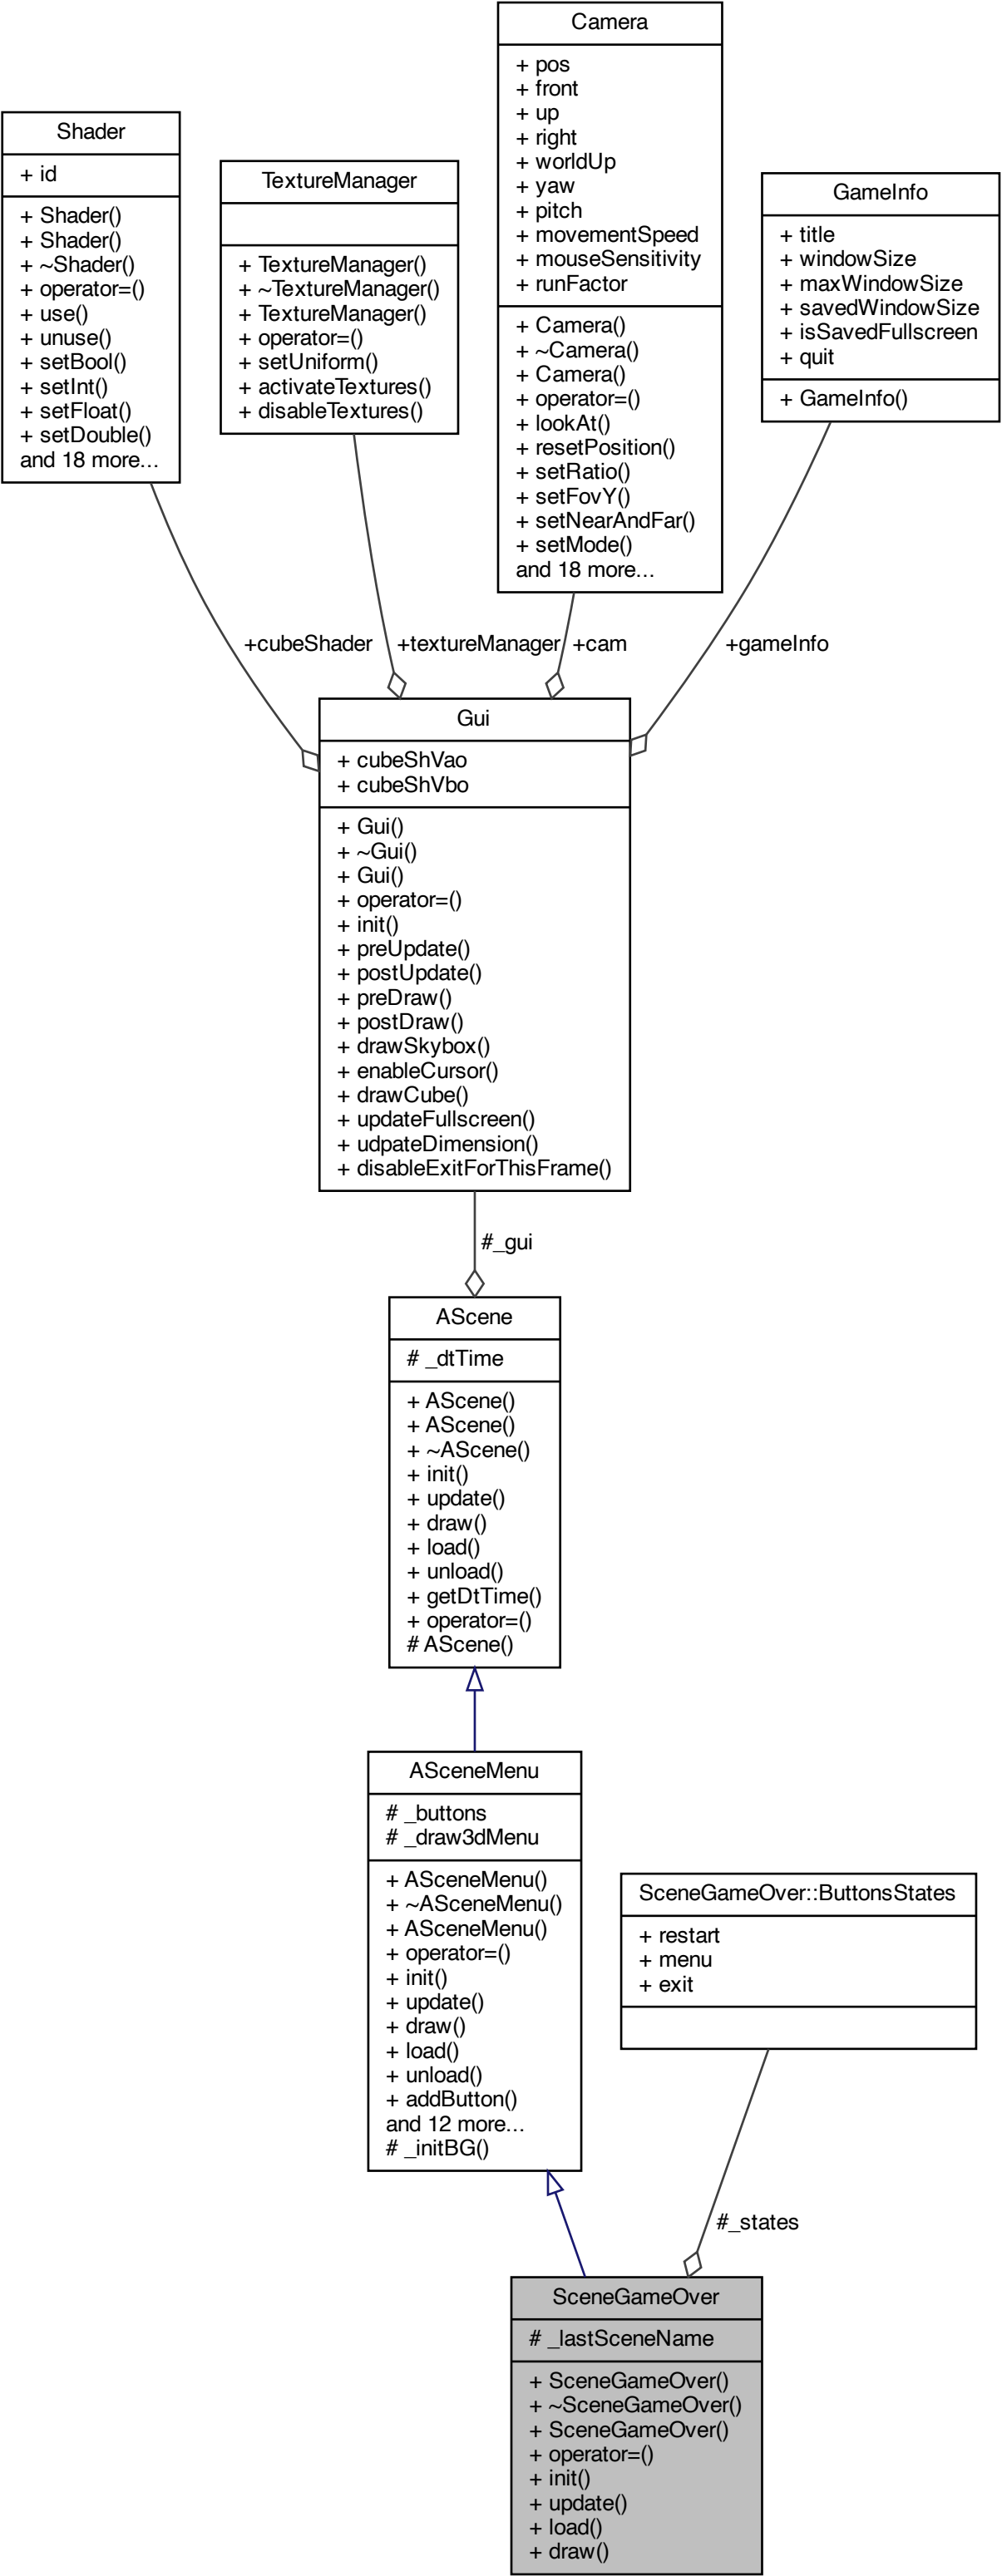 Camera
+ pos
+ front
+ up
+ right
+ worldUp
+ yaw
+ pitch
+ movementSpeed
+ mouseSensitivity
+ runFactor
+ Camera()
+ ~Camera()
+ Camera()
+ operator=()
+ lookAt()
+ resetPosition()
+ setRatio()
+ setFovY()
+ setNearAndFar()
+ setMode()
and 18 more...
Shader
+ id
+ Shader()
+ Shader()
+ ~Shader()
+ operator=()
+ use()
+ unuse()
+ setBool()
+ setInt()
+ setFloat()
+ setDouble()
and 18 more...
TextureManager
+ TextureManager()
+ ~TextureManager()
+ TextureManager()
+ operator=()
+ setUniform()
+ activateTextures()
+ disableTextures()
GameInfo
+ title
+ windowSize
+ maxWindowSize
+ savedWindowSize
+ isSavedFullscreen
+ quit
+ GameInfo()
+cubeShader
+textureManager
+cam
+gameInfo
Gui
+ cubeShVao
+ cubeShVbo
+ Gui()
+ ~Gui()
+ Gui()
+ operator=()
+ init()
+ preUpdate()
+ postUpdate()
+ preDraw()
+ postDraw()
+ drawSkybox()
+ enableCursor()
+ drawCube()
+ updateFullscreen()
+ udpateDimension()
+ disableExitForThisFrame()
#_gui
AScene
# _dtTime
+ AScene()
+ AScene()
+ ~AScene()
+ init()
+ update()
+ draw()
+ load()
+ unload()
+ getDtTime()
+ operator=()
# AScene()
ASceneMenu
# _buttons
# _draw3dMenu
+ ASceneMenu()
+ ~ASceneMenu()
+ ASceneMenu()
+ operator=()
+ init()
+ update()
+ draw()
+ load()
+ unload()
+ addButton()
and 12 more...
# _initBG()
SceneGameOver::ButtonsStates
+ restart
+ menu
+ exit
#_states
SceneGameOver
# _lastSceneName
+ SceneGameOver()
+ ~SceneGameOver()
+ SceneGameOver()
+ operator=()
+ init()
+ update()
+ load()
+ draw()